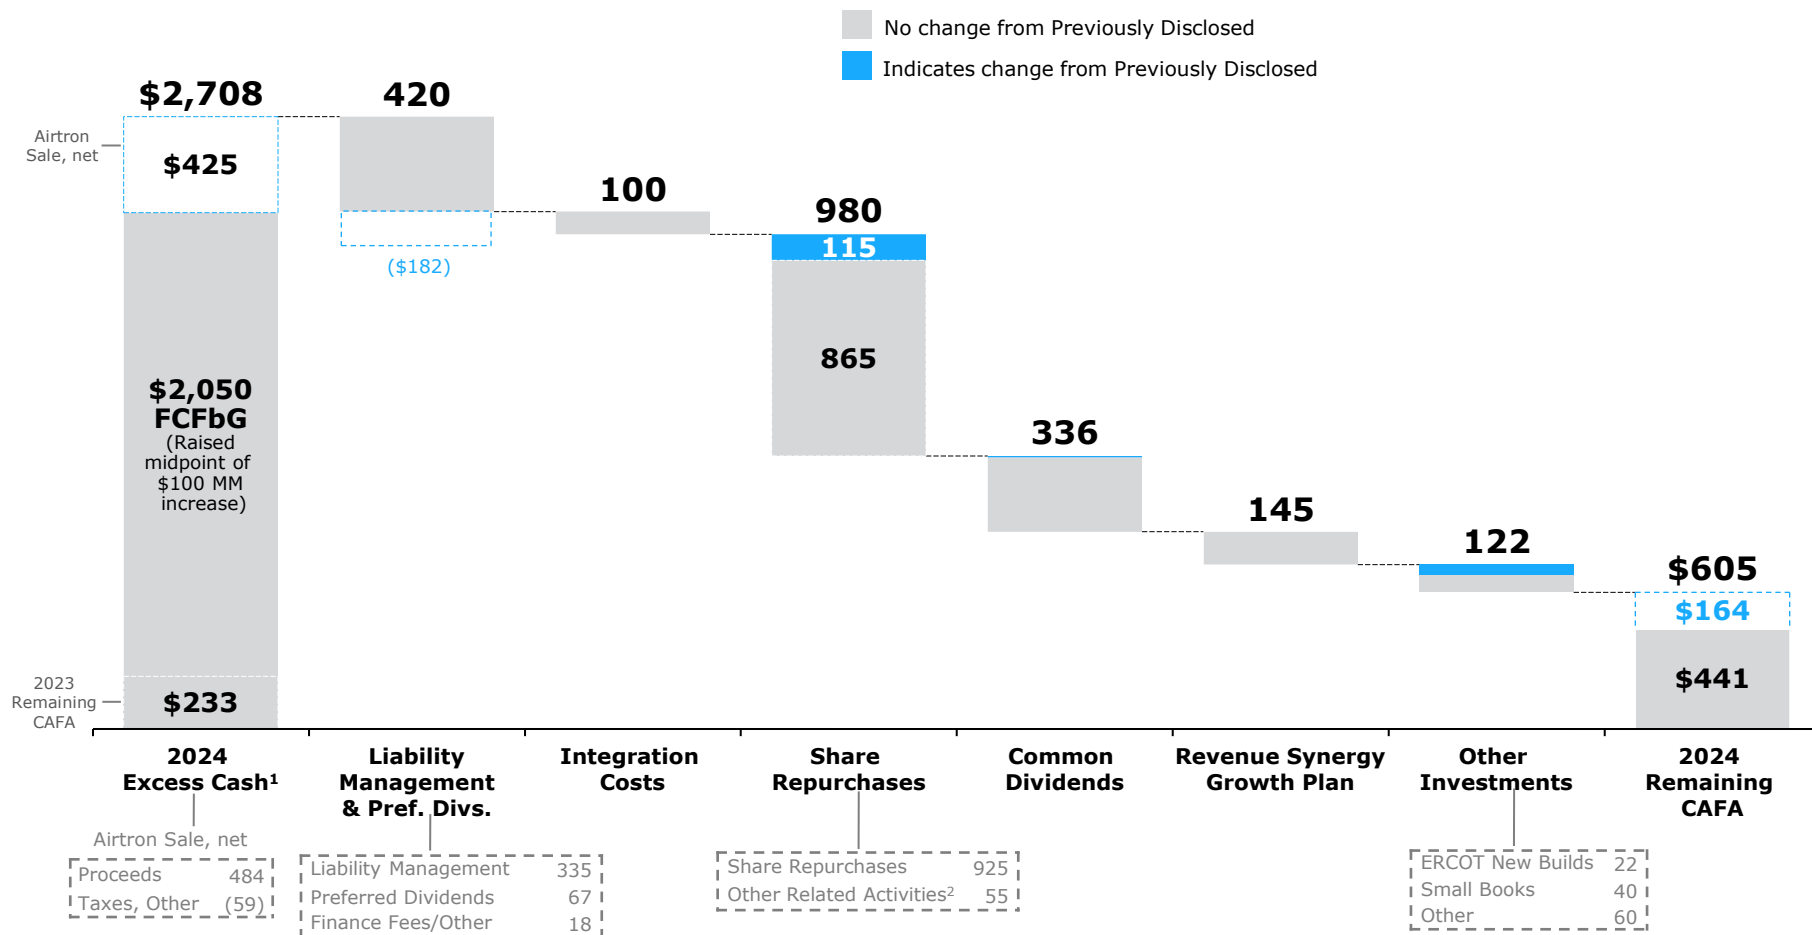 No change from Previously Disclosed
Indicates change from Previously Disclosed
$2,708
420
Airtron
Sale, net
$425
100
980
115
($182)
865
$2,050
FCFbG
(Raised
midpoint of
$100 MM
increase)
336
145
122
$605
$164
$441
2023
Remaining
CAFA
$233
2024
Excess Cash¹
Liability
Management
& Pref. Divs.
Integration
Costs
Share
Repurchases
Common
Dividends
Revenue Synergy
Growth Plan
Other
Investments
2024
Remaining
CAFA
Airtron Sale, net
Proceeds 484
Taxes, Other (59)
Liability Management 335
Preferred Dividends 67
Finance Fees/Other 18
Share Repurchases 925
Other Related Activities² 55
ERCOT New Builds 22
Small Books 40
Other 60